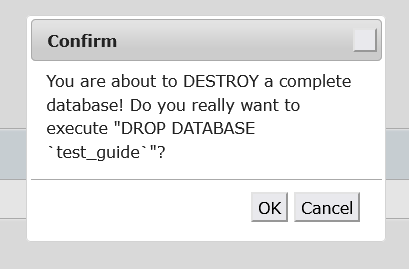 Confirm
You are about to DESTROY a complete
database! Do you really want to
execute "DROP DATABASE
`test_guide`"?
OK Cancel